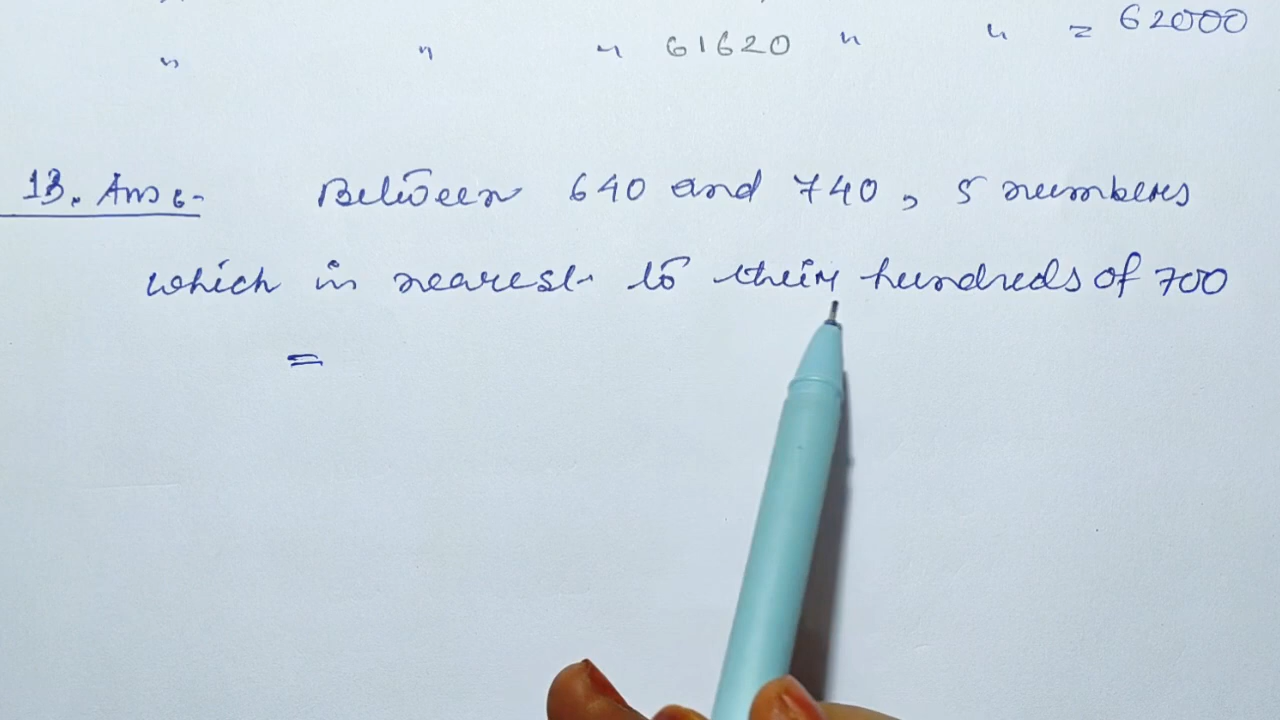 " " " 61620 " " = 62000
13. Ans:- Between 640 and 740, 5 numbers
which is nearest to their hundreds of 700
=